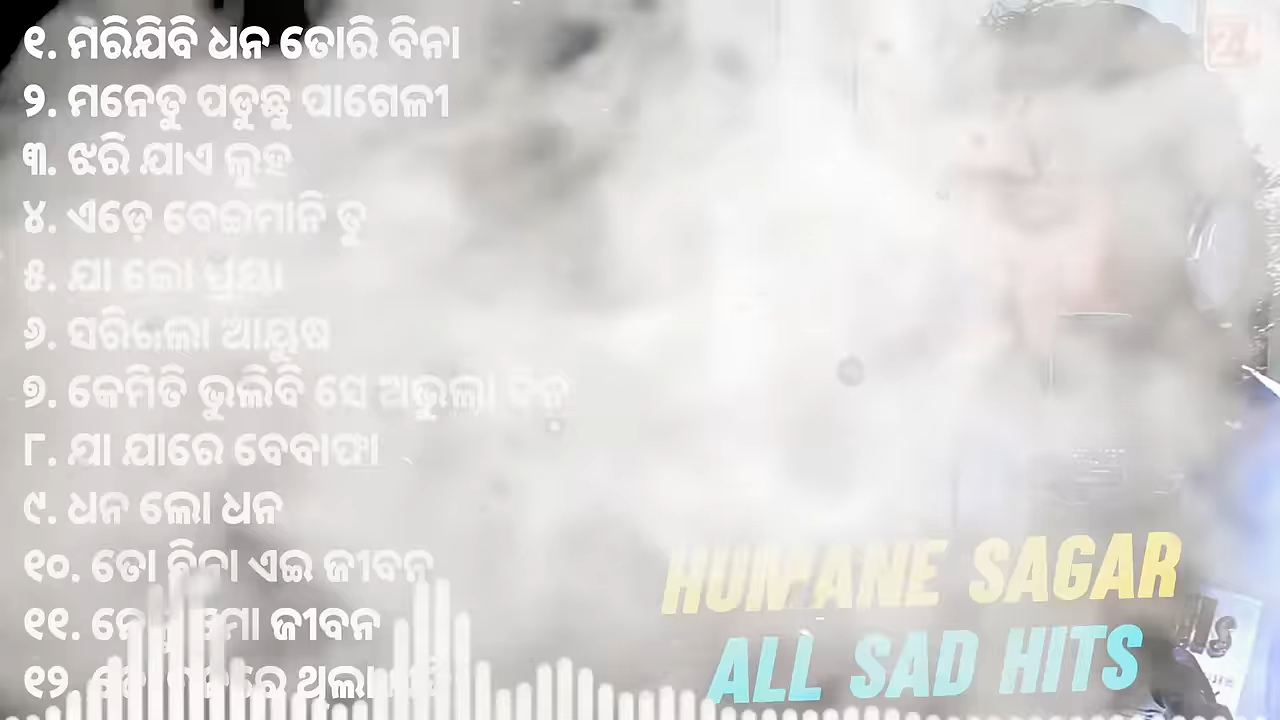 ୧. ମରିଯିବି ଧନ ତୋରି ବିନା
୨. ମନେତୁ ପଡୁଛୁ ପାଗେଳୀ
୩. ଝରି ଯାଏ ଲୁହ
୪. ଏଡ଼େ ବେଇମାନି ତୁ
୫. ଯା ଲୋ ପ୍ରିୟା
୬. ସରିଗଲା ଆୟୁଷ
୭. କେମିତି ଭୁଲିବି ସେ ଅଭୁଲା ଦିନ
୮. ଯା ଯାରେ ବେବାଫା
୯. ଧନ ଲୋ ଧନ
୧୦. ତୋ ବିନା ଏଇ ଜୀବନ
୧୧. ମୋ ଜୀବନ
୧୨. ଥିଲା
HUMANE SAGAR
ALL SAD HITS